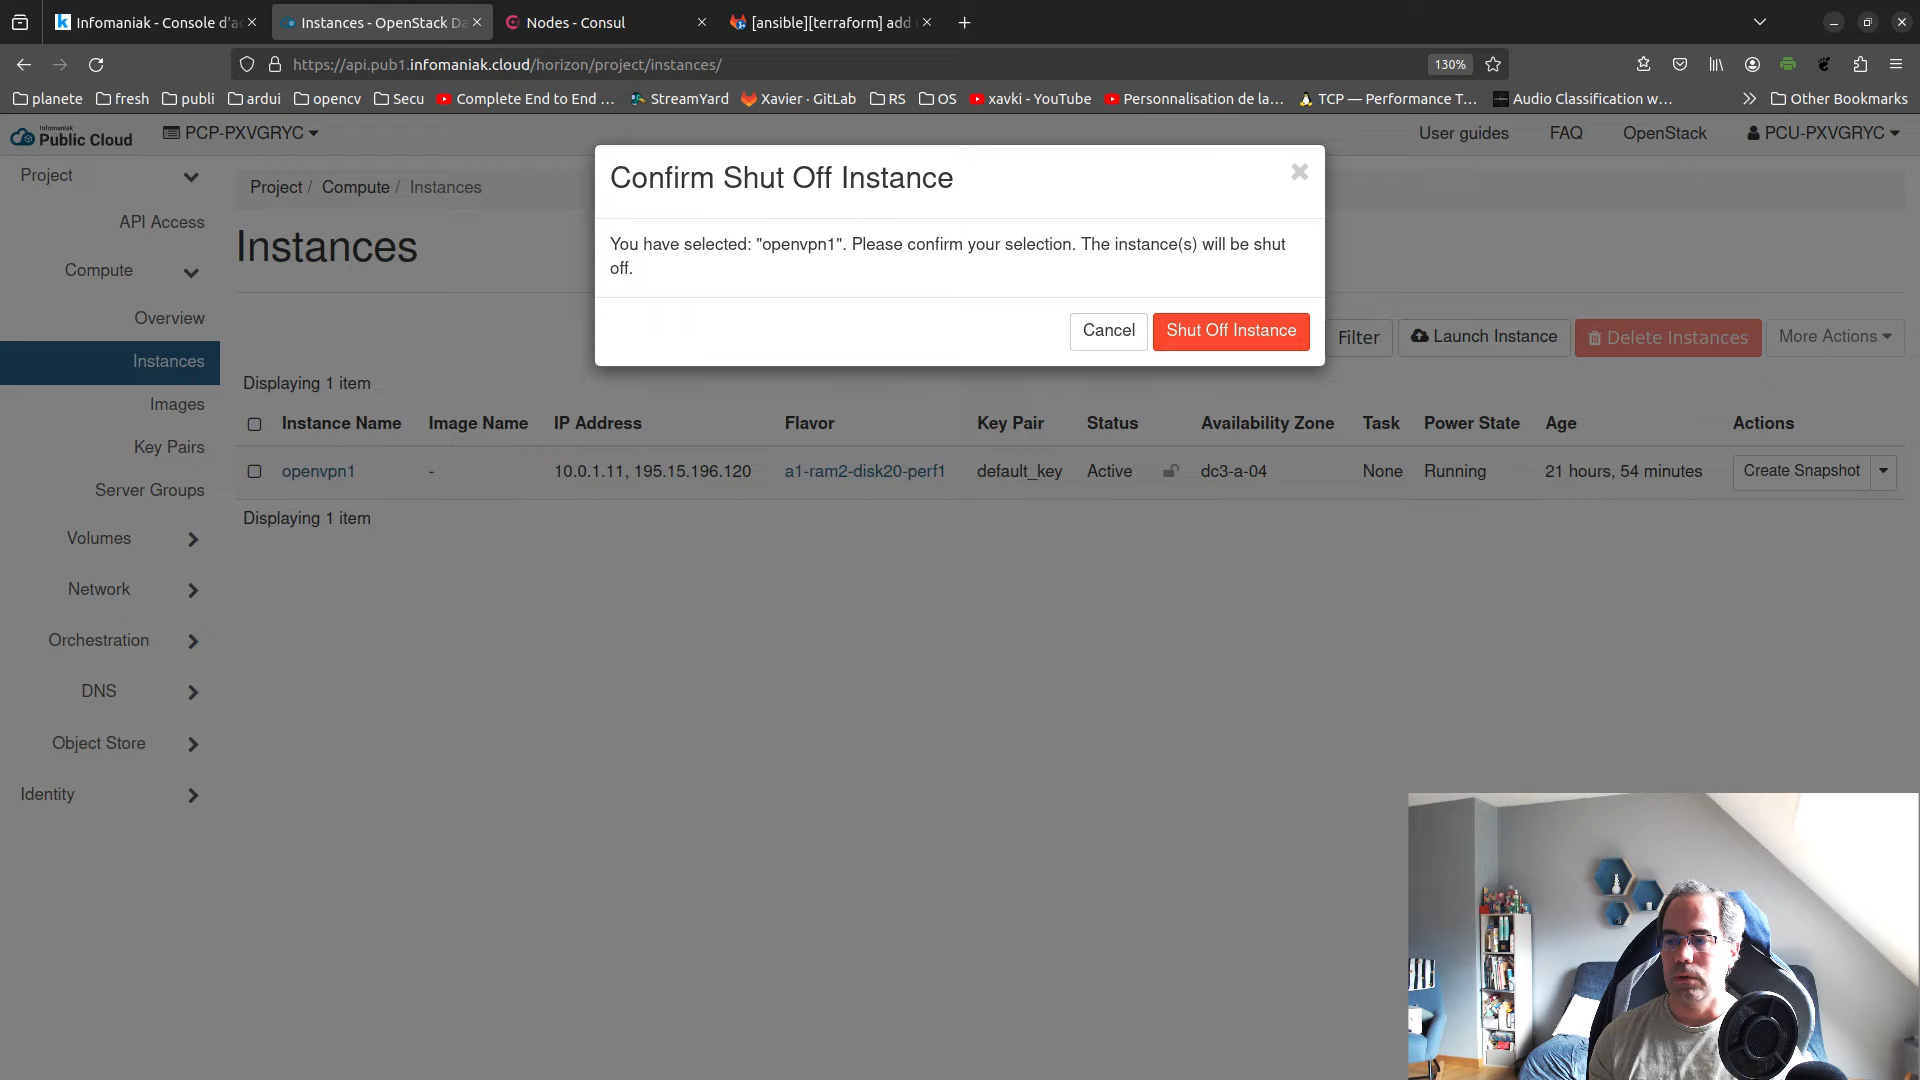 Infomaniak - Console d'a
Instances - OpenStack Da
Nodes - Consul
[ansible][terraform] add
https://api.pub1.infomaniak.cloud/horizon/project/instances/
130%
planete
fresh
publi
ardui
opencv
Secu
Complete End to End ...
StreamYard
Xavier · GitLab
RS
OS
xavki - YouTube
Personnalisation de la...
TCP — Performance T...
Audio Classification w...
Other Bookmarks
Infomaniak
Public Cloud
PCP-PXVGRYC
User guides
FAQ
OpenStack
PCU-PXVGRYC
Project
API Access
Compute
Overview
Instances
Images
Key Pairs
Server Groups
Volumes
Network
Orchestration
DNS
Object Store
Identity
Project / Compute / Instances
Instances
Confirm Shut Off Instance
You have selected: "openvpn1". Please confirm your selection. The instance(s) will be shut
off.
Cancel
Shut Off Instance
Filter
Launch Instance
Delete Instances
More Actions
Displaying 1 item
Instance Name Image Name IP Address Flavor Key Pair Status Availability Zone Task Power State Age Actions
openvpn1 - 10.0.1.11, 195.15.196.120 a1-ram2-disk20-perf1 default_key Active dc3-a-04 None Running 21 hours, 54 minutes Create Snapshot
Displaying 1 item